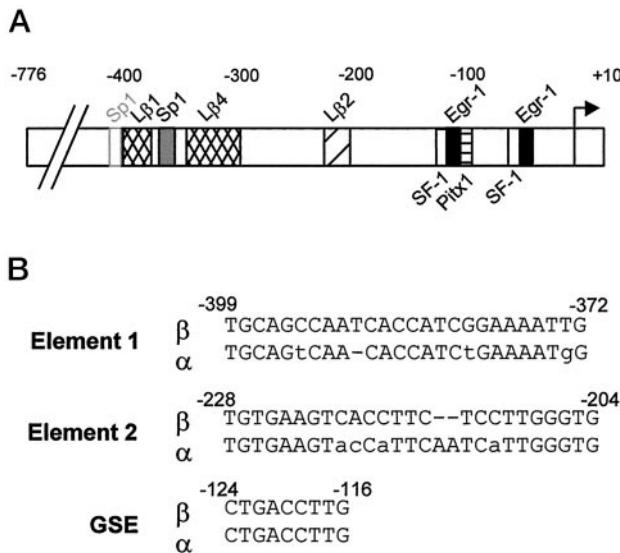 A
-776 -400 -300 -200 -100 +10
Sp1 Lβ1 Sp1 Lβ4 Lβ2 Egr-1 Egr-1
SF-1 Pitx1 SF-1
B
-399 -372
Element 1
β TGCAGCCAATCACCATCGGAAAATTG
α TGCAGtCAA-CACCATCtGAAAATgG
-228 -204
Element 2
β TGTGAAGTCACCTTC--TCCTTGGGTG
α TGTGAAGTacCaTTCAATCaTTGGGTG
-124 -116
GSE
β CTGACCTTG
α CTGACCTTG